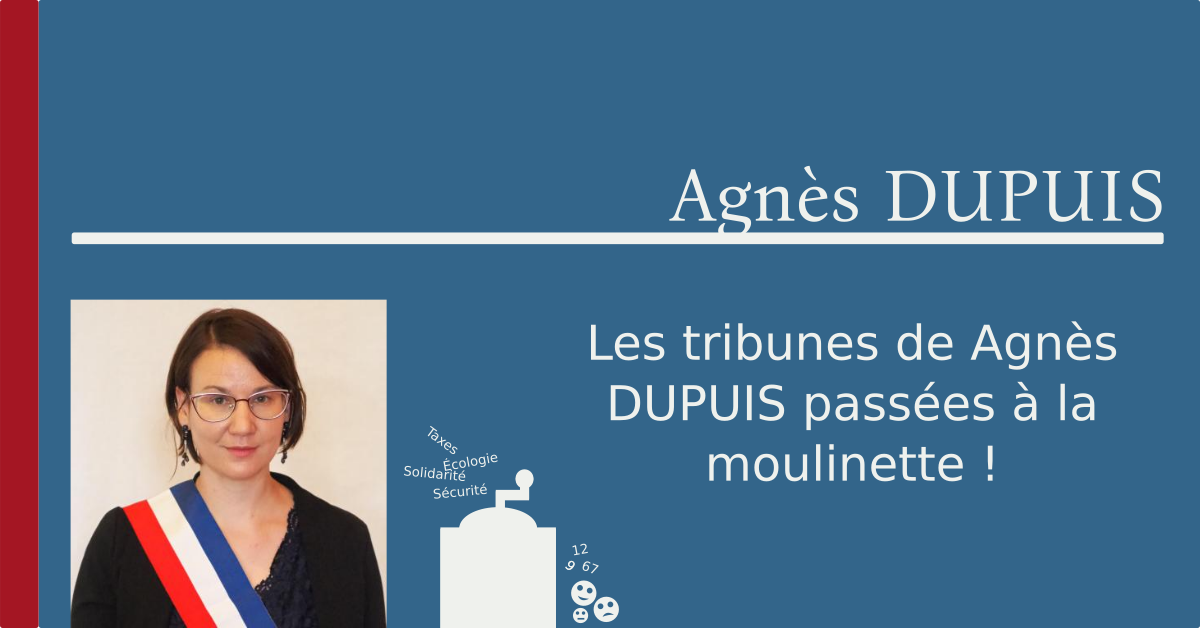 Agnès DUPUIS
Les tribunes de Agnès
DUPUIS passées à la
moulinette !
Taxes
Écologie
Solidarité
Sécurité
12
9 67